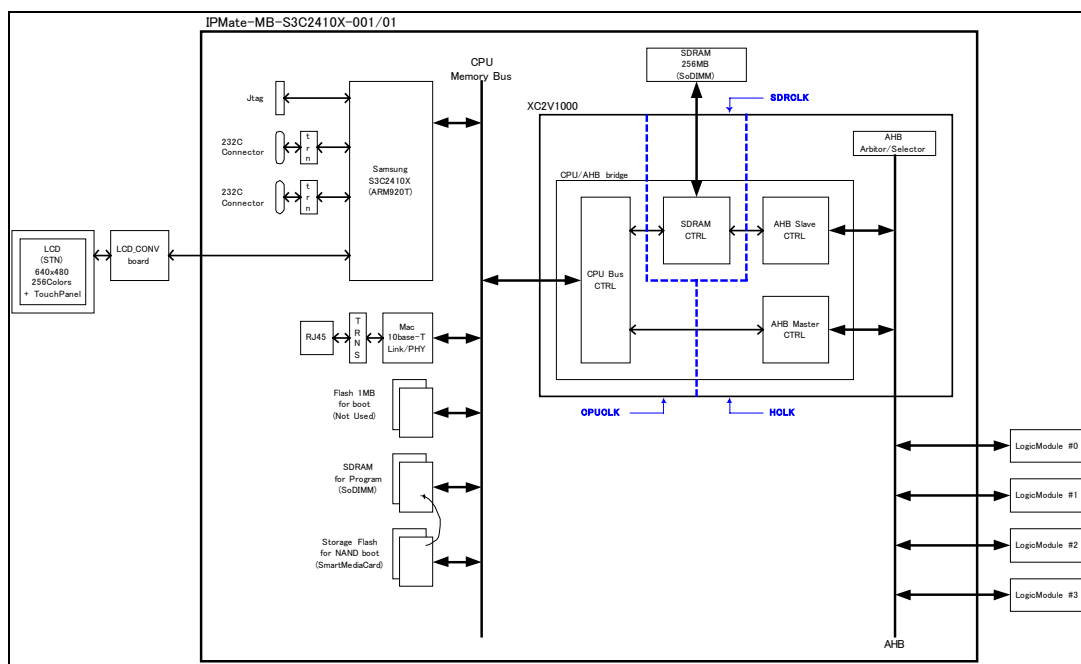 IPMate-MB-S3C2410X-001/01
CPU
Memory Bus
SDRAM
256MB
(SoDIMM)
SDRCLK
XC2V1000
Jtag
232C
Connector
t
r
n
232C
Connector
t
r
n
Samsung
S3C2410X
(ARM920T)
AHB
Arbitor/Selector
CPU/AHB bridge
SDRAM
CTRL
AHB Slave
CTRL
CPU Bus
CTRL
AHB Master
CTRL
LCD
(STN)
640x480
256Colors
+ TouchPanel
LCD_CONV
board
RJ45
T
R
N
S
Mac
10base-T
Link/PHY
Flash 1MB
for boot
(Not Used)
CPUCLK
HCLK
SDRAM
for Program
(SoDIMM)
Storage Flash
for NAND boot
(SmartMediaCard)
LogicModule #0
LogicModule #1
LogicModule #2
LogicModule #3
AHB